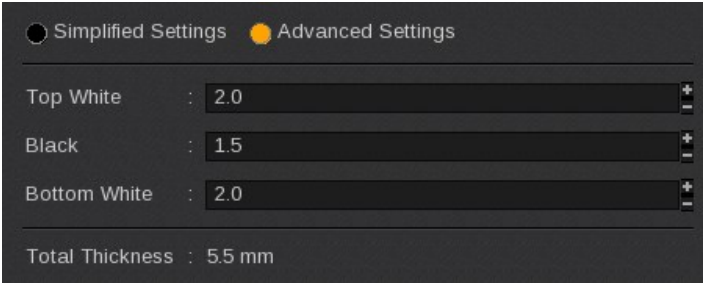 Simplified Settings Advanced Settings
Top White : 2.0
Black : 1.5
Bottom White : 2.0
Total Thickness : 5.5 mm